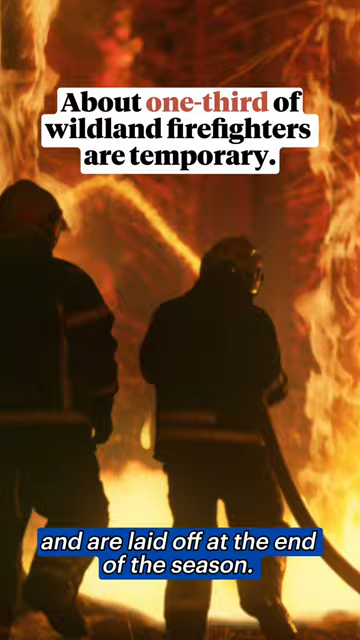 About one-third of
wildland firefighters
are temporary.
and are laid off at the end
of the season.